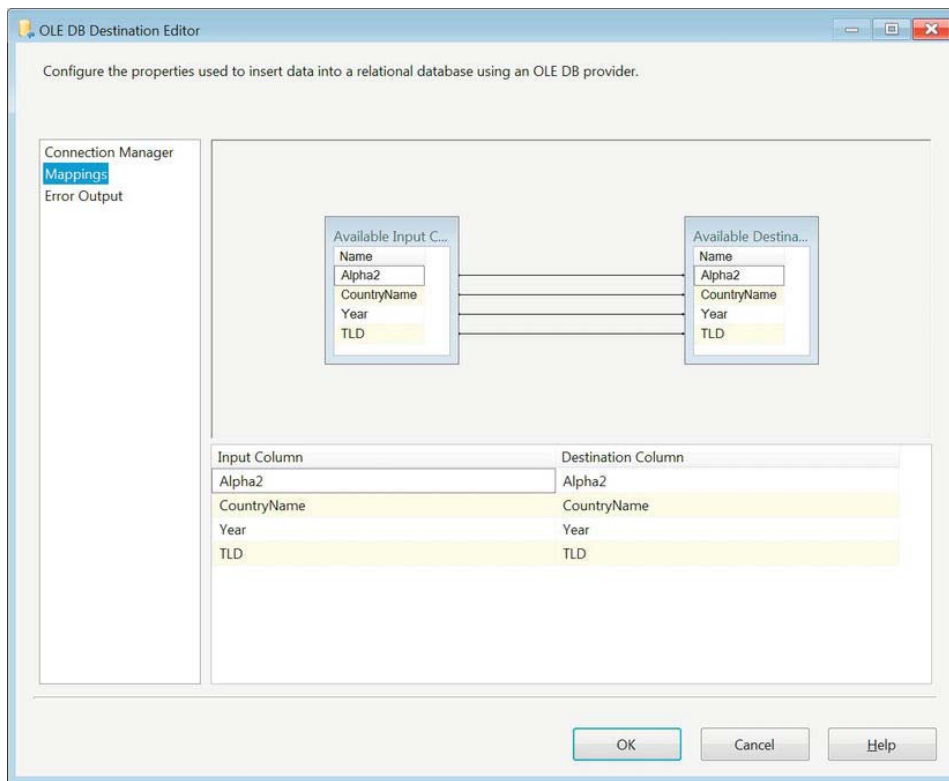 OLE DB Destination Editor
Configure the properties used to insert data into a relational database using an OLE DB provider.
Connection Manager
Mappings
Error Output
Available Input C...
Name
Alpha2
CountryName
Year
TLD
Available Destina...
Name
Alpha2
CountryName
Year
TLD
Input Column Destination Column
Alpha2 Alpha2
CountryName CountryName
Year Year
TLD TLD
OK Cancel Help